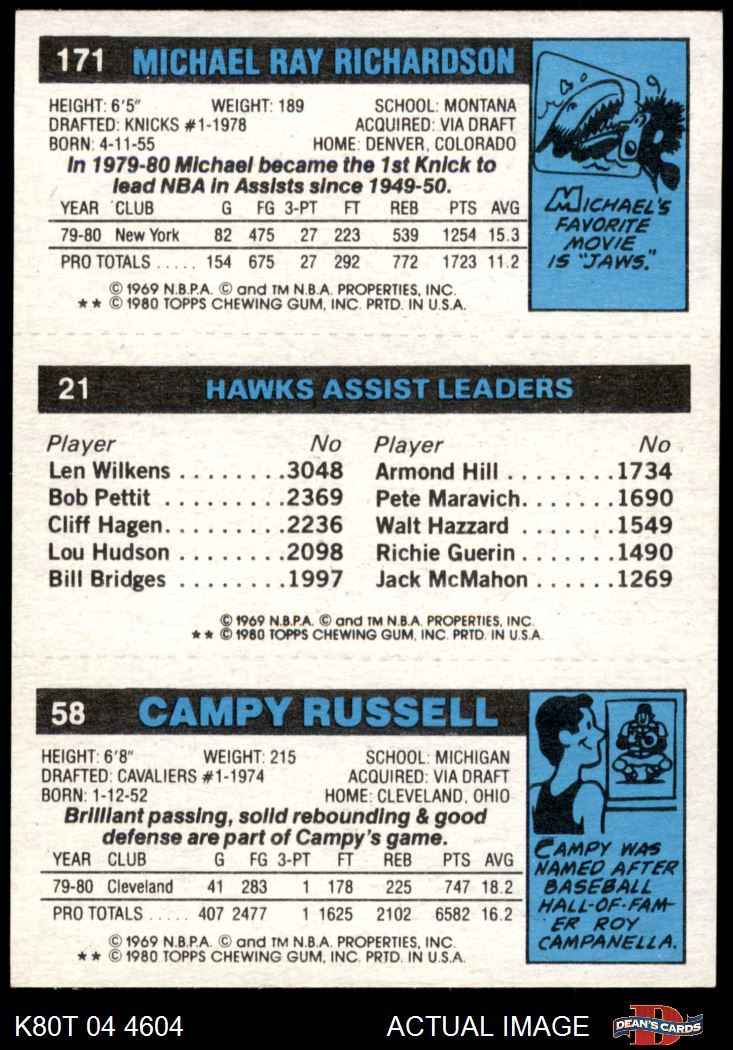 171 MICHAEL RAY RICHARDSON
HEIGHT: 6'5" WEIGHT: 189 SCHOOL: MONTANA
DRAFTED: KNICKS #1-1978 ACQUIRED: VIA DRAFT
BORN: 4-11-55 HOME: DENVER, COLORADO
In 1979-80 Michael became the 1st Knick to
lead NBA in Assists since 1949-50.
YEAR CLUB G FG 3-PT FT REB PTS AVG
79-80 New York 82 475 27 223 539 1254 15.3
PRO TOTALS ..... 154 675 27 292 772 1723 11.2
© 1969 N.B.P.A. © and TM N.B.A. PROPERTIES, INC.
★ ★ © 1980 TOPPS CHEWING GUM, INC. PRTD. IN U.S.A.
MICHAEL'S
FAVORITE
MOVIE
IS "JAWS."
21 HAWKS ASSIST LEADERS
Player No Player No
Len Wilkens ........3048 Armond Hill ........1734
Bob Pettit .........2369 Pete Maravich.......1690
Cliff Hagen.........2236 Walt Hazzard .......1549
Lou Hudson ........2098 Richie Guerin .......1490
Bill Bridges ........1997 Jack McMahon ......1269
© 1969 N.B.P.A. © and TM N.B.A. PROPERTIES, INC.
★ ★ © 1980 TOPPS CHEWING GUM, INC. PRTD. IN U.S.A.
58 CAMPY RUSSELL
HEIGHT: 6'8" WEIGHT: 215 SCHOOL: MICHIGAN
DRAFTED: CAVALIERS #1-1974 ACQUIRED: VIA DRAFT
BORN: 1-12-52 HOME: CLEVELAND, OHIO
Brilliant passing, solid rebounding & good
defense are part of Campy's game.
YEAR CLUB G FG 3-PT FT REB PTS AVG
79-80 Cleveland 41 283 1 178 225 747 18.2
PRO TOTALS ..... 407 2477 1 1625 2102 6582 16.2
© 1969 N.B.P.A. © and TM N.B.A. PROPERTIES, INC.
★ ★ © 1980 TOPPS CHEWING GUM, INC. PRTD. IN U.S.A.
CAMPY WAS
NAMED AFTER
BASEBALL
HALL-OF-FAM-
ER ROY
CAMPANELLA.
K80T 04 4604 ACTUAL IMAGE D DEAN'S CARDS